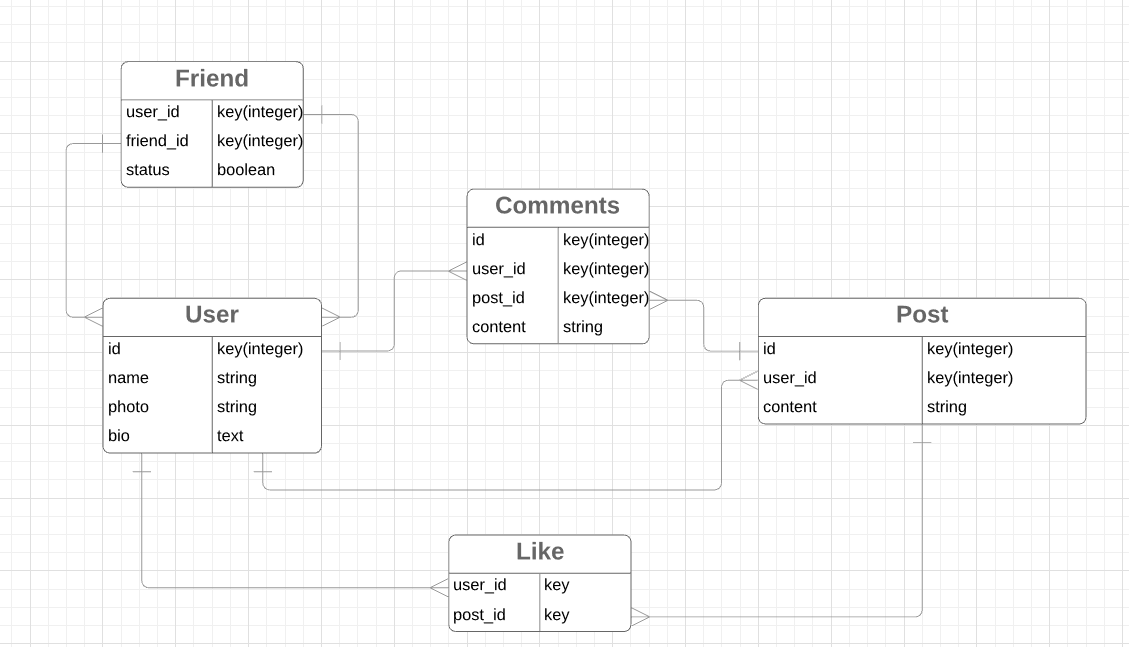 Friend
user_id key(integer)
friend_id key(integer)
status boolean
Comments
id key(integer)
user_id key(integer)
post_id key(integer)
content string
User
id key(integer)
name string
photo string
bio text
Post
id key(integer)
user_id key(integer)
content string
Like
user_id key
post_id key